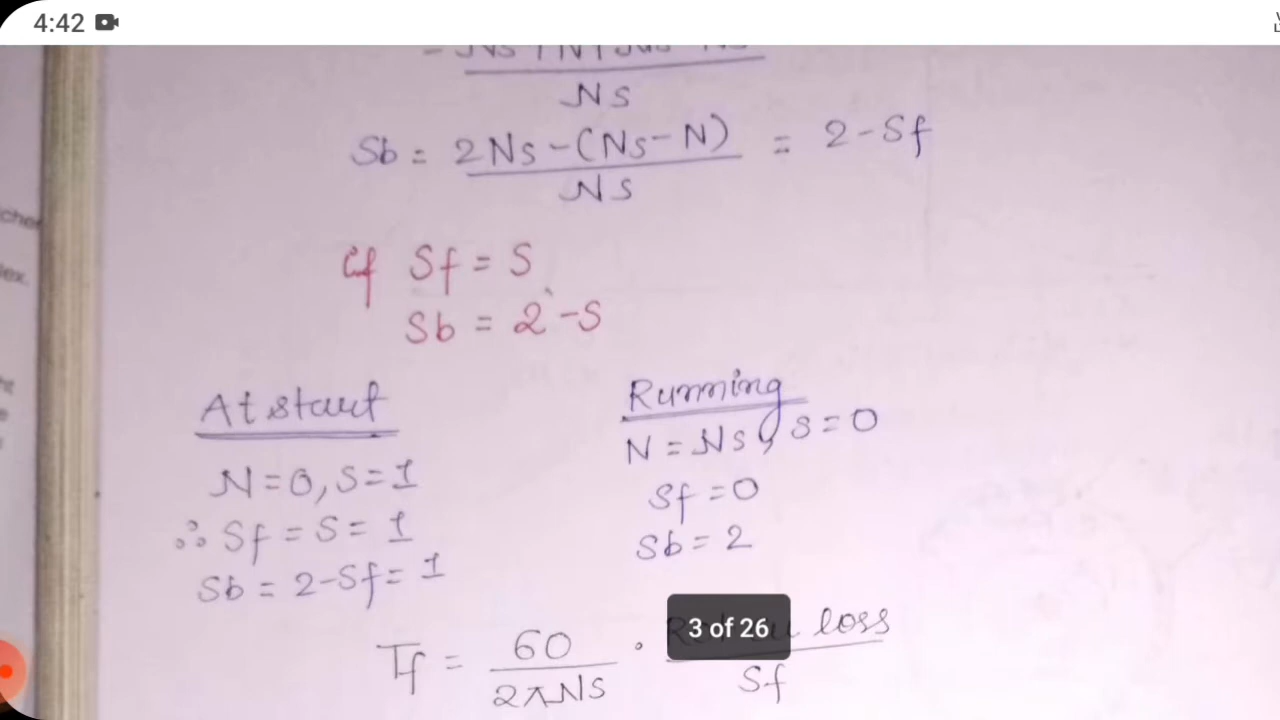 4:42
Ns
Sb = 2Ns-(Ns-N) / Ns = 2-Sf
If Sf = S
Sb = 2-S
At start
N=0, S=1
∴ Sf = S = 1
Sb = 2-Sf = 1
Running
N = Ns, S=0
Sf = 0
Sb = 2
Tf = 60 / 2πNs . loss / Sf
3 of 26